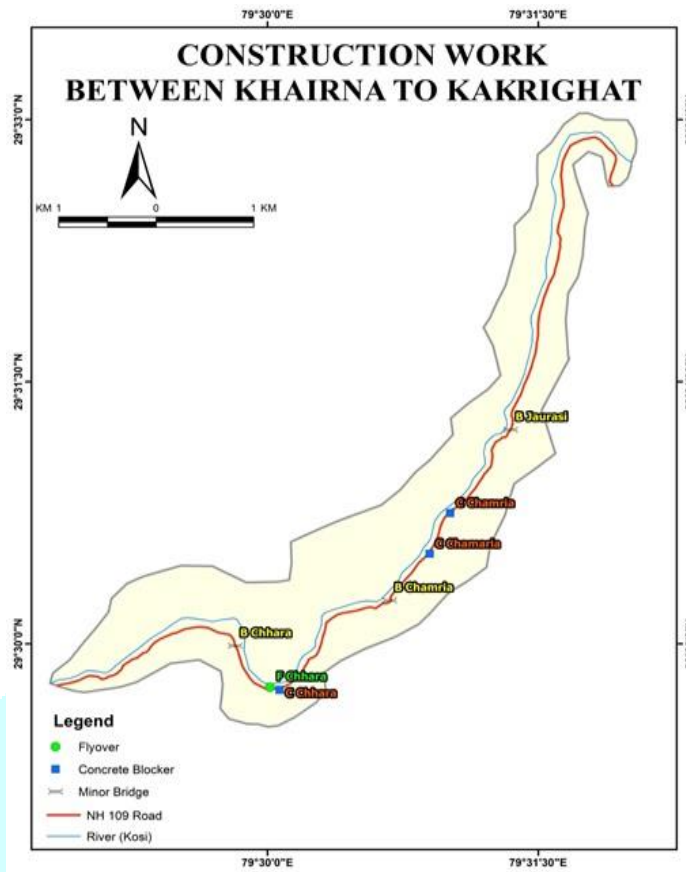 79°30'0"E
79°31'30"E
CONSTRUCTION WORK
BETWEEN KHAIRNA TO KAKRIGHAT
29°33'0"N
N
KM 1
0
1 KM
29°31'30"N
B Jaurasi
C Chamria
C Chamaria
B Chamria
B Chhara
29°30'0"N
F Chhara
C Chhara
Legend
Flyover
Concrete Blocker
Minor Bridge
NH 109 Road
River (Kosi)
79°30'0"E
79°31'30"E